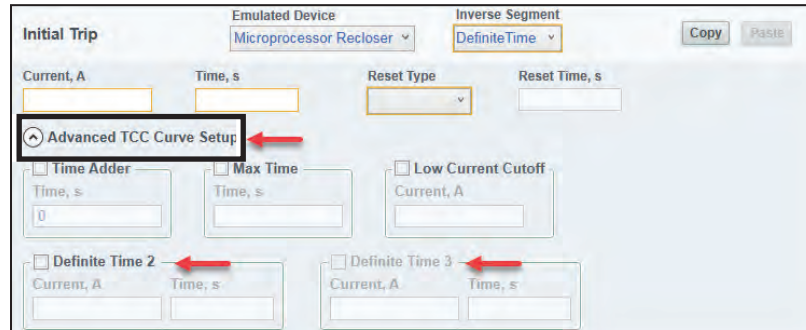 Emulated Device Inverse Segment
Initial Trip Microprocessor Recloser DefiniteTime Copy Paste
Current, A Time, s Reset Type Reset Time, s
Advanced TCC Curve Setup
Time Adder Max Time Low Current Cutoff
Time, s Time, s Current, A
0
Definite Time 2 Definite Time 3
Current, A Time, s Current, A Time, s